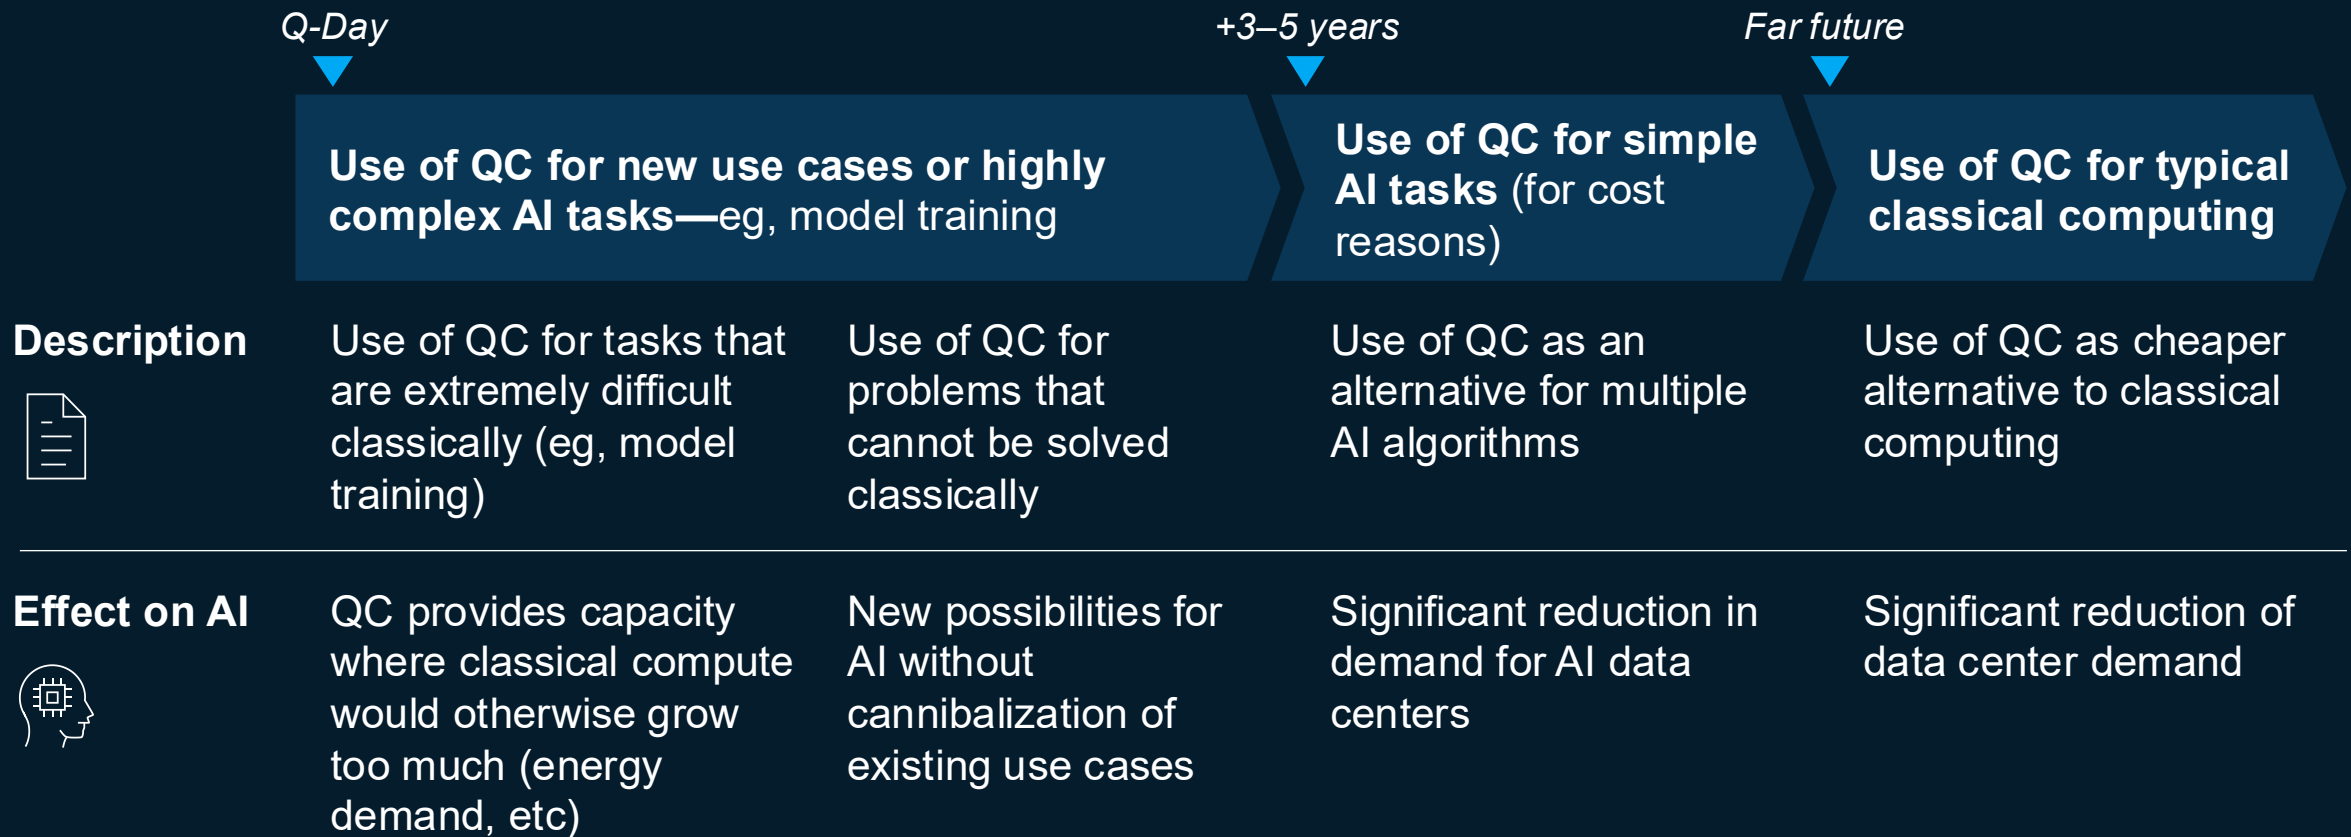 Q-Day
+3–5 years
Far future
Use of QC for new use cases or highly
complex AI tasks—eg, model training
Use of QC for simple
AI tasks (for cost
reasons)
Use of QC for typical
classical computing
Description
Use of QC for tasks that
are extremely difficult
classically (eg, model
training)
Use of QC for
problems that
cannot be solved
classically
Use of QC as an
alternative for multiple
AI algorithms
Use of QC as cheaper
alternative to classical
computing
Effect on AI
QC provides capacity
where classical compute
would otherwise grow
too much (energy
demand, etc)
New possibilities for
AI without
cannibalization of
existing use cases
Significant reduction in
demand for AI data
centers
Significant reduction of
data center demand